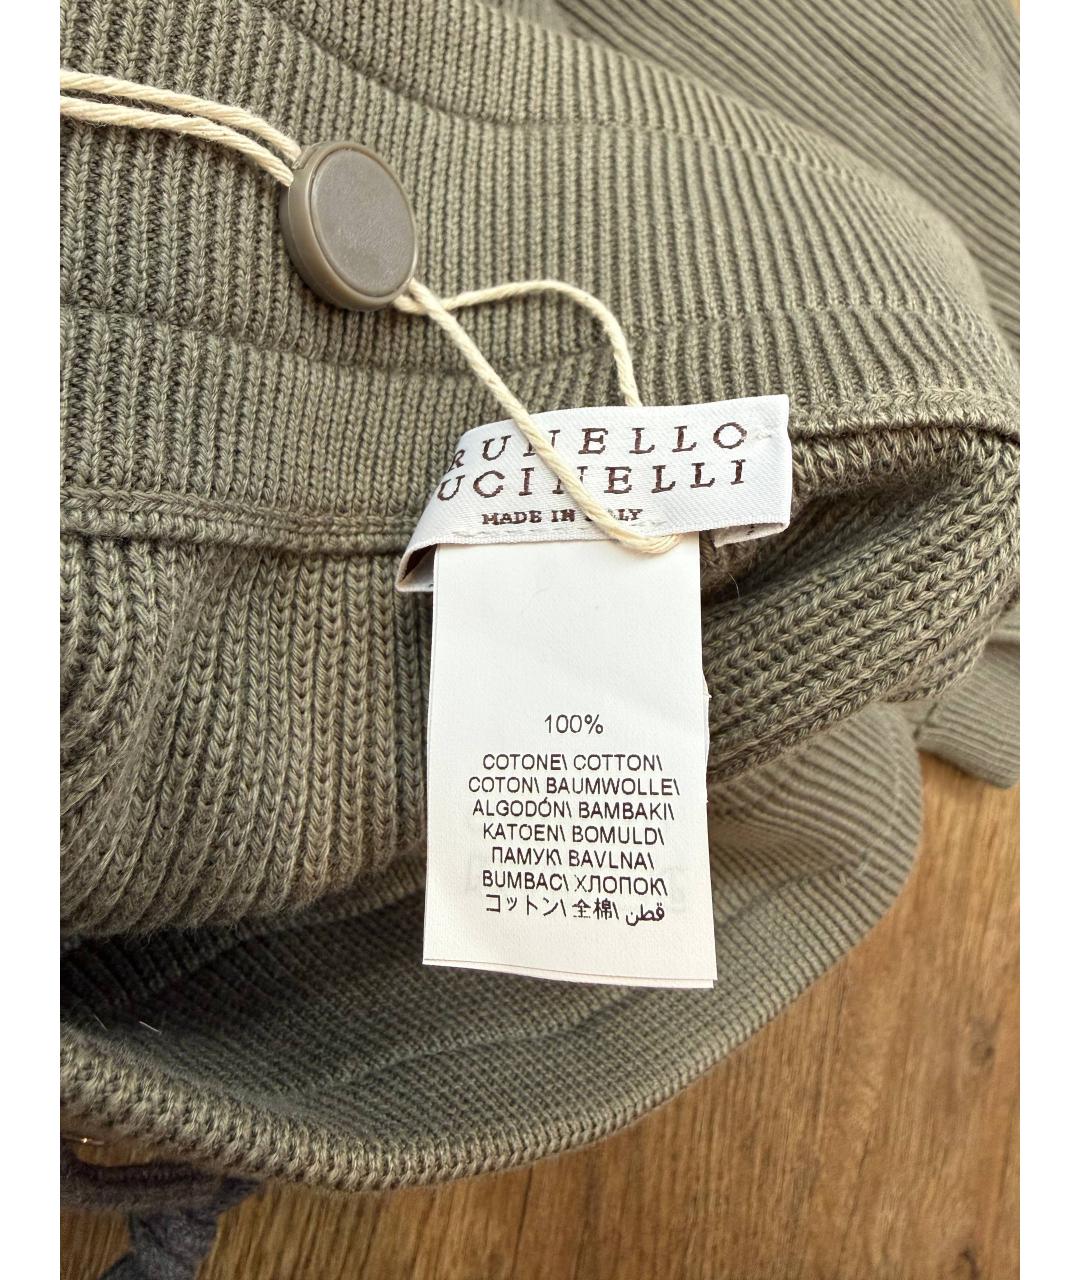 RUNELLO
UCINELLI
MADE IN ITALY
100%
COTONE\ COTTON\
COTON\ BAUMWOLLE\
ALGODÓN\ BAMBAKI\
KATOEN\ BOMULD\
ПАМУК\ BAVLNA\
BUMBAC\ ХЛОПОК\
コットン\ 全棉\ قطن